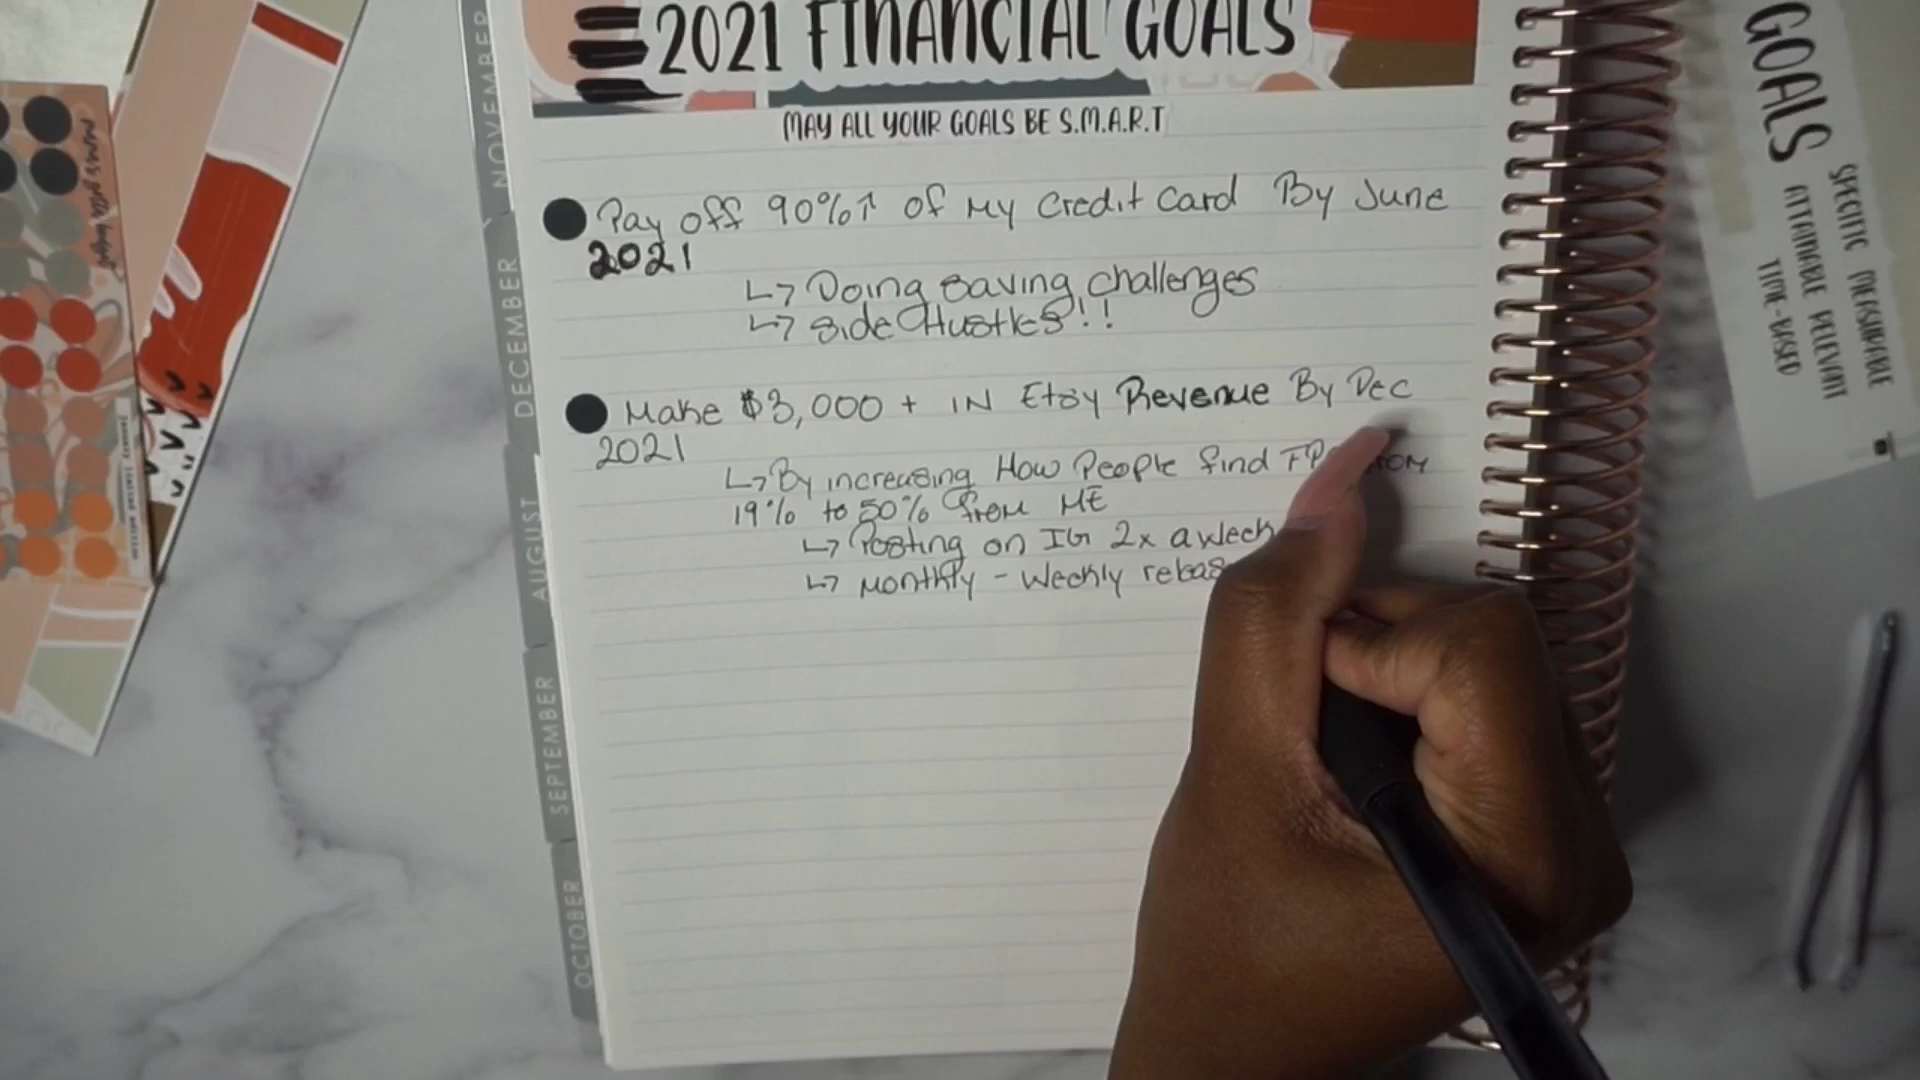 2021 FINANCIAL GOALS
MAY ALL YOUR GOALS BE S.M.A.R.T
Pay off 90%↑ of my credit card By June
2021
↳ Doing saving challenges
↳ side Hustles!!
Make $3,000 + IN Etsy Revenue By Dec
2021
↳ By increasing How People find
19% to 50% from ME
↳ Posting on IG 2x a week
↳ monthly - weekly
NOVEMBER
DECEMBER
AUGUST
SEPTEMBER
OCTOBER
GOALS
SPECIFIC MEASURABLE
ATTAINABLE RELEVANT
TIME-BASED